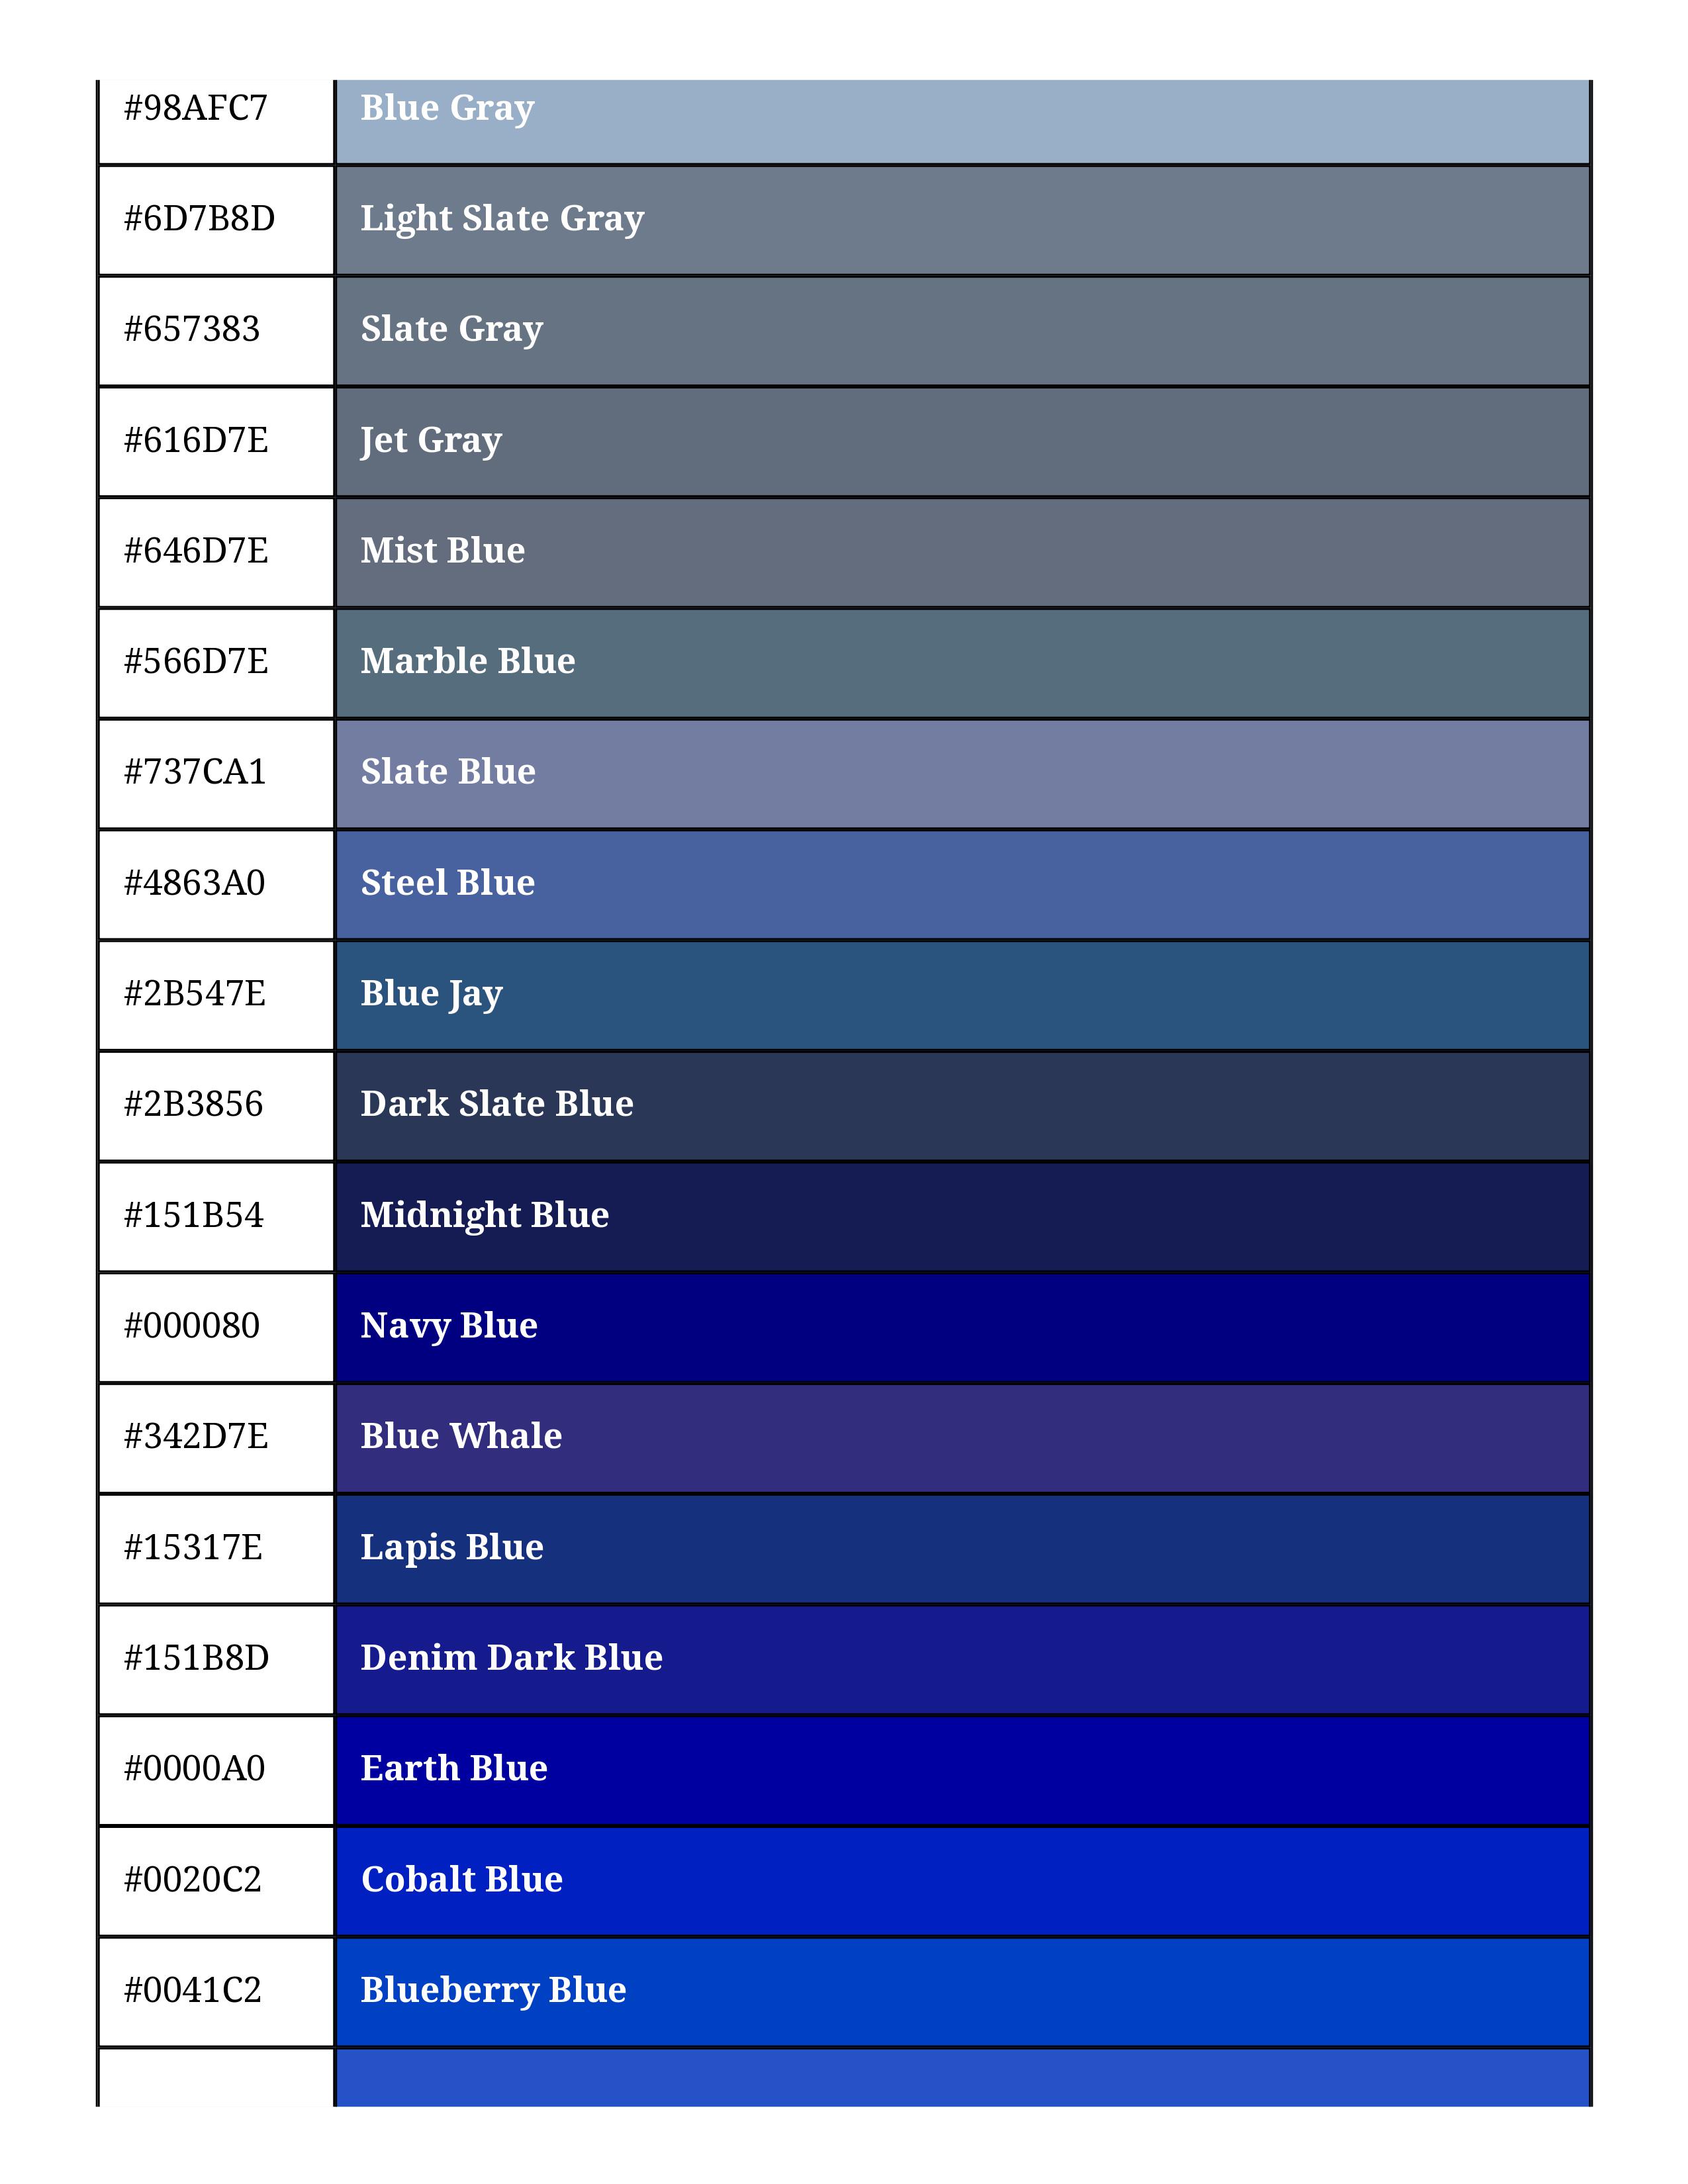 #98AFC7 Blue Gray
#6D7B8D Light Slate Gray
#657383 Slate Gray
#616D7E Jet Gray
#646D7E Mist Blue
#566D7E Marble Blue
#737CA1 Slate Blue
#4863A0 Steel Blue
#2B547E Blue Jay
#2B3856 Dark Slate Blue
#151B54 Midnight Blue
#000080 Navy Blue
#342D7E Blue Whale
#15317E Lapis Blue
#151B8D Denim Dark Blue
#0000A0 Earth Blue
#0020C2 Cobalt Blue
#0041C2 Blueberry Blue